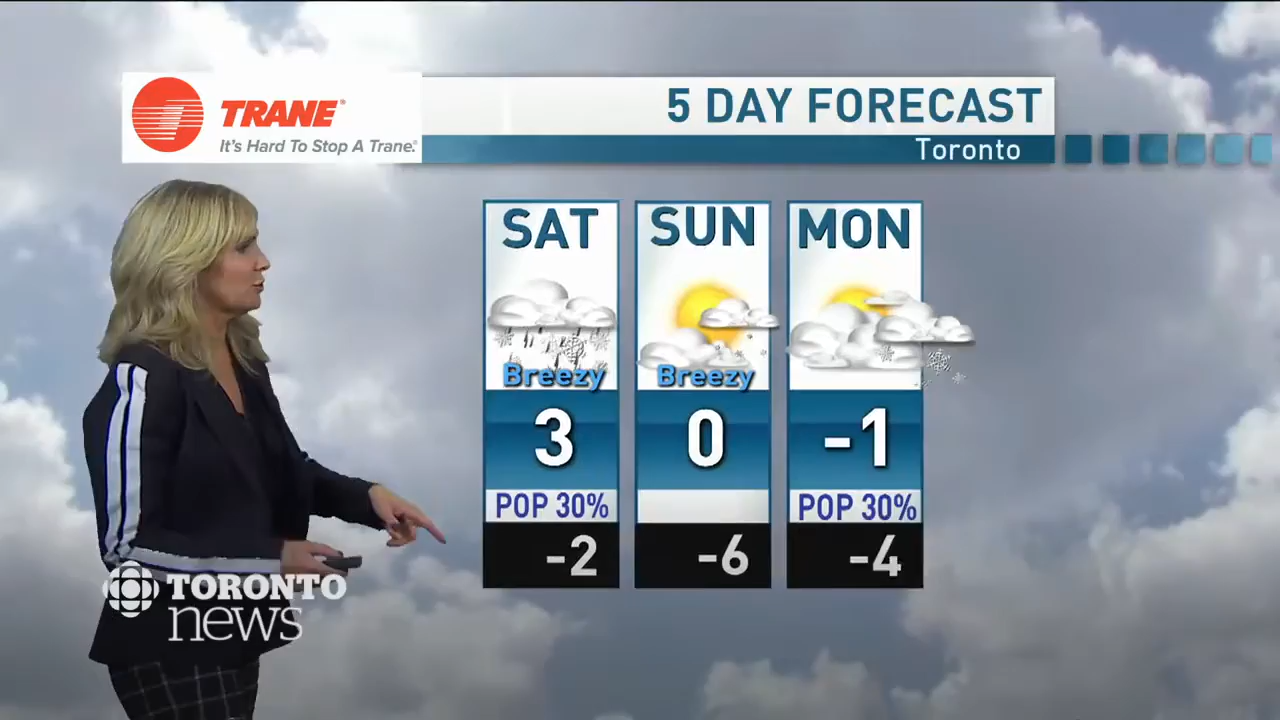 TRANE
It's Hard To Stop A Trane.
5 DAY FORECAST
Toronto
SAT
SUN
MON
Breezy
Breezy
3
0
-1
POP 30%
POP 30%
-2
-6
-4
TORONTO
news